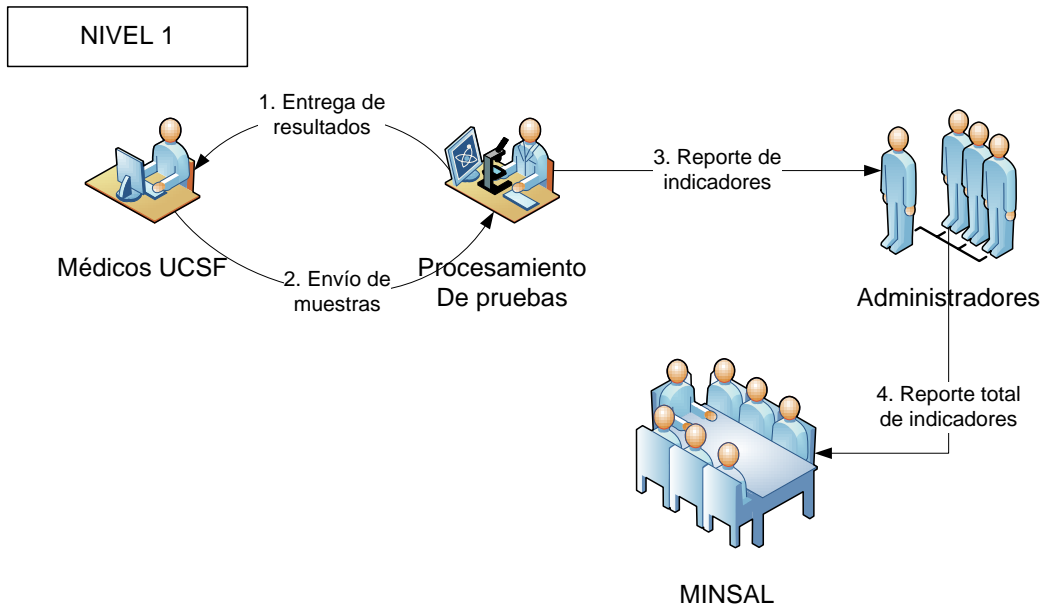 NIVEL 1
1. Entrega de
resultados
3. Reporte de
indicadores
Médicos UCSF
2. Envío de
muestras
Procesamiento
De pruebas
Administradores
4. Reporte total
de indicadores
MINSAL